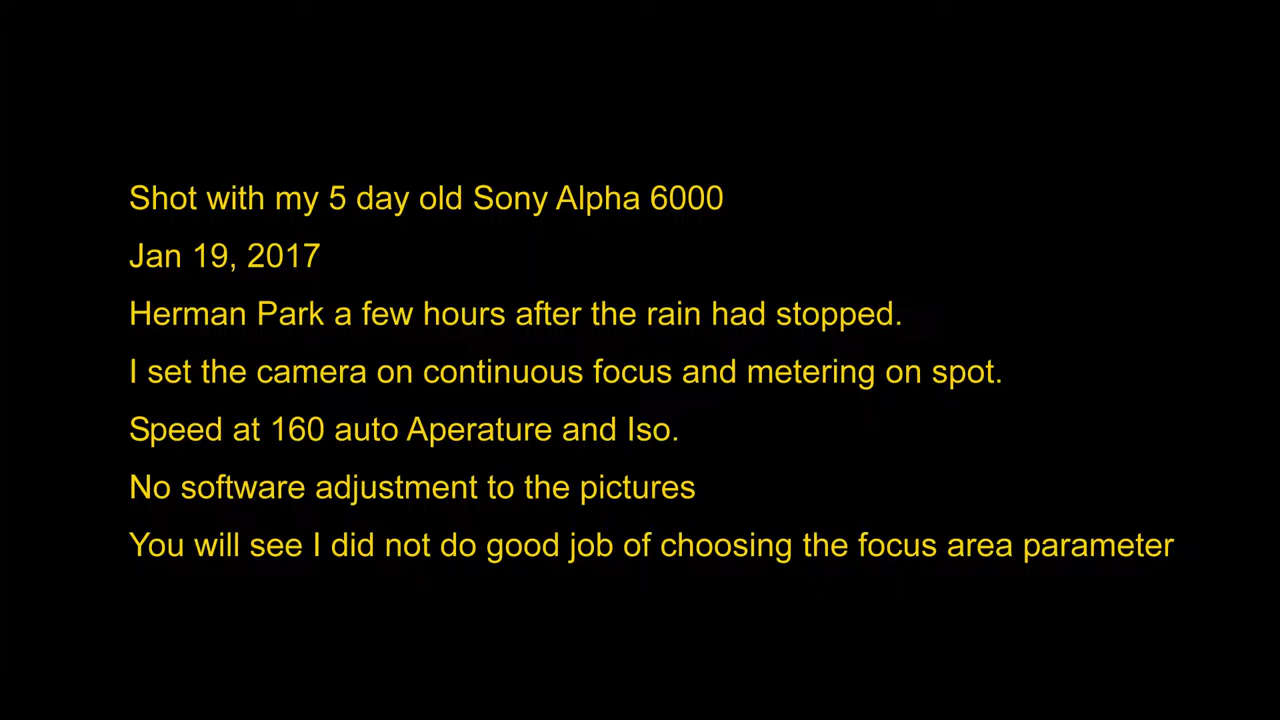 Shot with my 5 day old Sony Alpha 6000
Jan 19, 2017
Herman Park a few hours after the rain had stopped.
I set the camera on continuous focus and metering on spot.
Speed at 160 auto Aperature and Iso.
No software adjustment to the pictures
You will see I did not do good job of choosing the focus area parameter